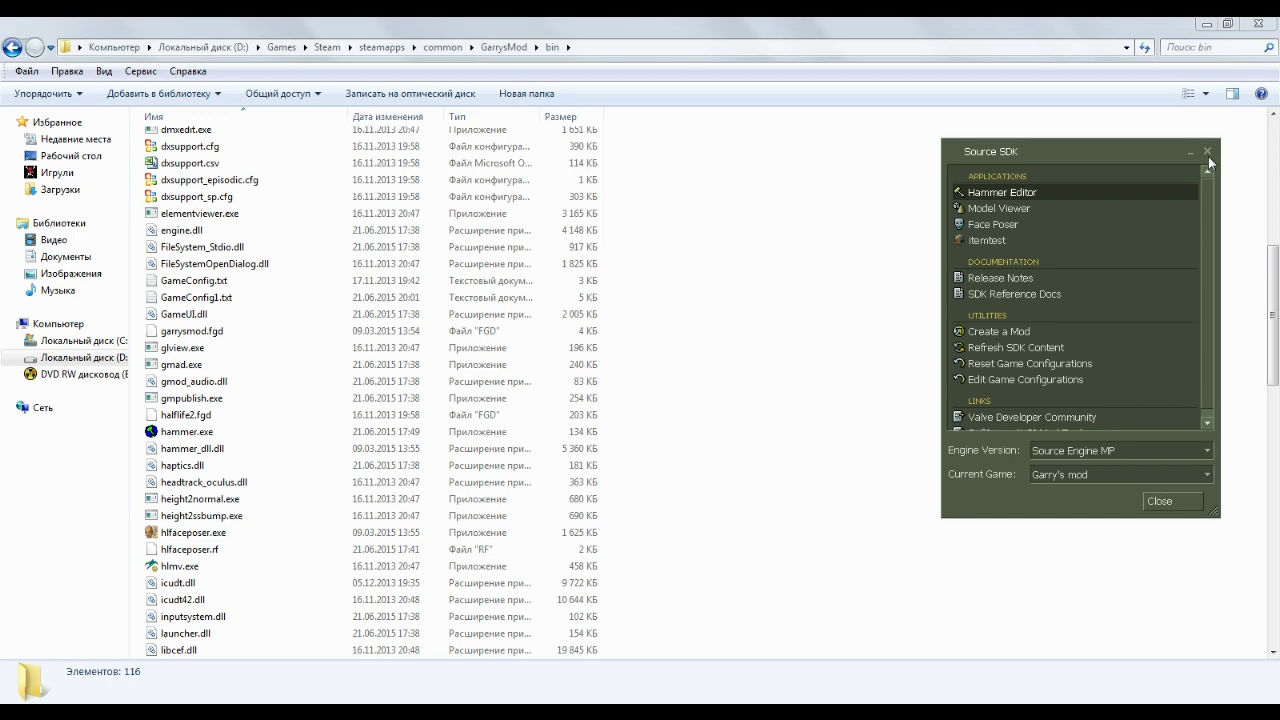 Компьютер
Локальный диск (D:)
Games
Steam
steamapps
common
GarrysMod
bin
Поиск: bin
Файл
Правка
Вид
Сервис
Справка
Упорядочить
Добавить в библиотеку
Общий доступ
Записать на оптический диск
Новая папка
Избранное
Недавние места
Рабочий стол
Игрули
Загрузки
Библиотеки
Видео
Документы
Изображения
Музыка
Компьютер
Локальный диск (C:
Локальный диск (D:
DVD RW дисковод (E
Сеть
Имя Дата изменения Тип Размер
dmxedit.exe 16.11.2013 20:47 Приложение 1 651 КБ
dxsupport.cfg 16.11.2013 19:58 Файл конфигура... 390 КБ
dxsupport.csv 16.11.2013 19:58 Файл Microsoft O... 114 КБ
dxsupport_episodic.cfg 16.11.2013 19:58 Файл конфигура... 1 КБ
dxsupport_sp.cfg 16.11.2013 19:58 Файл конфигура... 303 КБ
elementviewer.exe 16.11.2013 20:47 Приложение 3 165 КБ
engine.dll 21.06.2015 17:38 Расширение при... 4 148 КБ
FileSystem_Stdio.dll 21.06.2015 17:38 Расширение при... 917 КБ
FileSystemOpenDialog.dll 16.11.2013 20:47 Расширение при... 1 825 КБ
GameConfig.txt 17.11.2013 19:42 Текстовый докум... 3 КБ
GameConfig1.txt 21.06.2015 20:01 Текстовый докум... 5 КБ
GameUI.dll 21.06.2015 17:38 Расширение при... 2 005 КБ
garrysmod.fgd 09.03.2015 13:54 Файл "FGD" 4 КБ
glview.exe 16.11.2013 20:47 Приложение 196 КБ
gmad.exe 16.11.2013 20:47 Приложение 240 КБ
gmod_audio.dll 21.06.2015 17:38 Расширение при... 83 КБ
gmpublish.exe 16.11.2013 20:47 Приложение 254 КБ
halflife2.fgd 16.11.2013 19:58 Файл "FGD" 203 КБ
hammer.exe 21.06.2015 17:49 Приложение 134 КБ
hammer_dll.dll 09.03.2015 13:55 Расширение при... 5 360 КБ
haptics.dll 21.06.2015 17:38 Расширение при... 181 КБ
headtrack_oculus.dll 21.06.2015 17:38 Расширение при... 363 КБ
height2normal.exe 16.11.2013 20:47 Приложение 680 КБ
height2ssbump.exe 16.11.2013 20:47 Приложение 690 КБ
hlfaceposer.exe 09.03.2015 13:55 Приложение 1 625 КБ
hlfaceposer.rf 21.06.2015 17:41 Файл "RF" 2 КБ
hlmv.exe 16.11.2013 20:47 Приложение 458 КБ
icudt.dll 05.12.2013 19:35 Расширение при... 9 722 КБ
icudt42.dll 16.11.2013 20:48 Расширение при... 10 644 КБ
inputsystem.dll 21.06.2015 17:38 Расширение при... 116 КБ
launcher.dll 21.06.2015 17:38 Расширение при... 154 КБ
libcef.dll 16.11.2013 20:48 Расширение при... 19 845 КБ
Элементов: 116
Source SDK
APPLICATIONS
Hammer Editor
Model Viewer
Face Poser
itemtest
DOCUMENTATION
Release Notes
SDK Reference Docs
UTILITIES
Create a Mod
Refresh SDK Content
Reset Game Configurations
Edit Game Configurations
LINKS
Valve Developer Community
Engine Version: Source Engine MP
Current Game: Garry's mod
Close